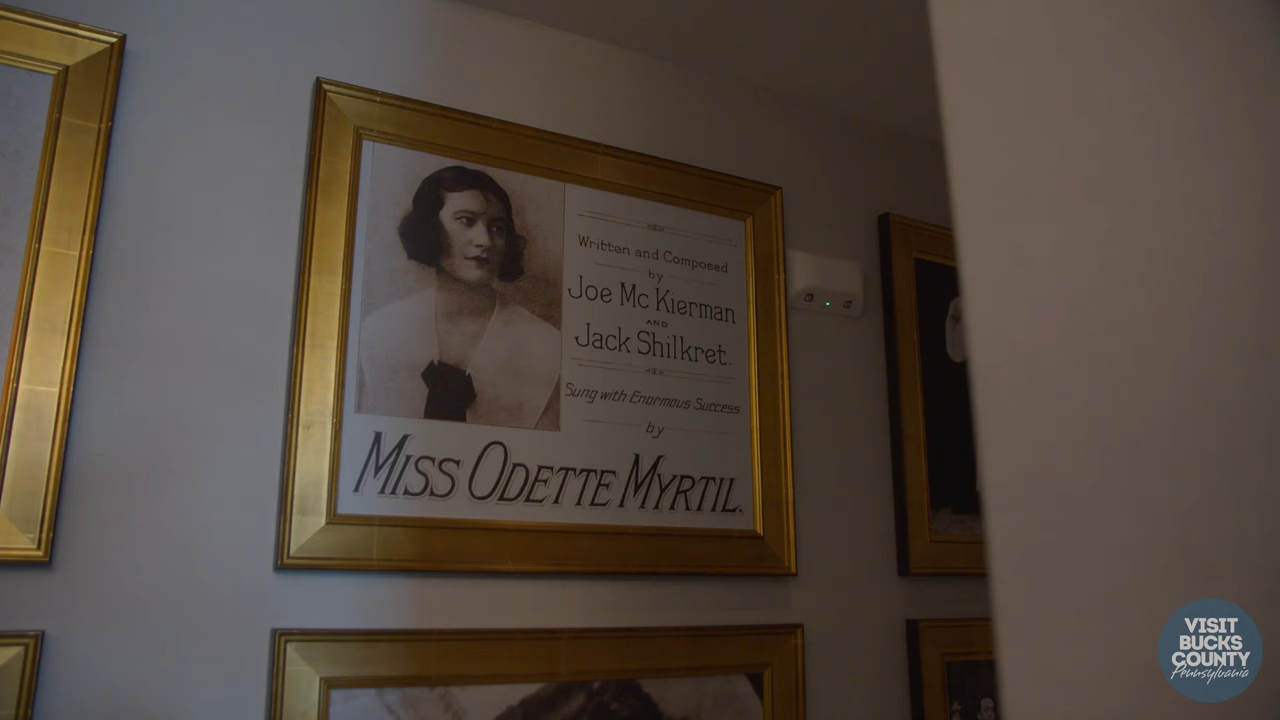 Written and Composed
by
Joe Mc Kierman
AND
Jack Shilkret.
Sung with Enormous Success
by
MISS ODETTE MYRTIL.
VISIT
BUCKS
COUNTY
Pennsylvania